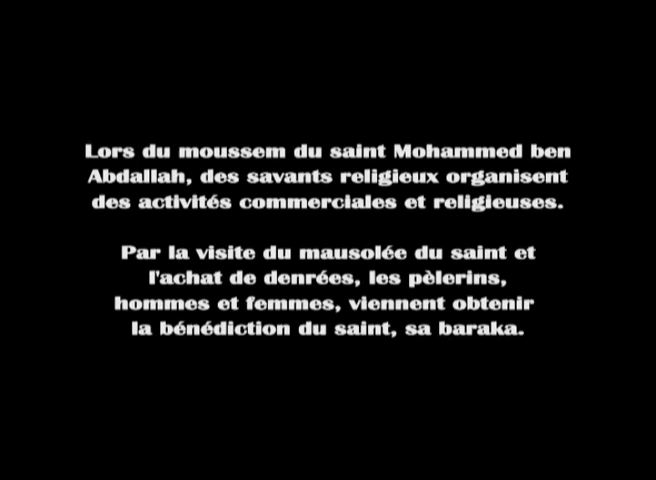 Lors du moussem du saint Mohammed ben
Abdallah, des savants religieux organisent
des activités commerciales et religieuses.
Par la visite du mausolée du saint et
l'achat de denrées, les pèlerins,
hommes et femmes, viennent obtenir
la bénédiction du saint, sa baraka.